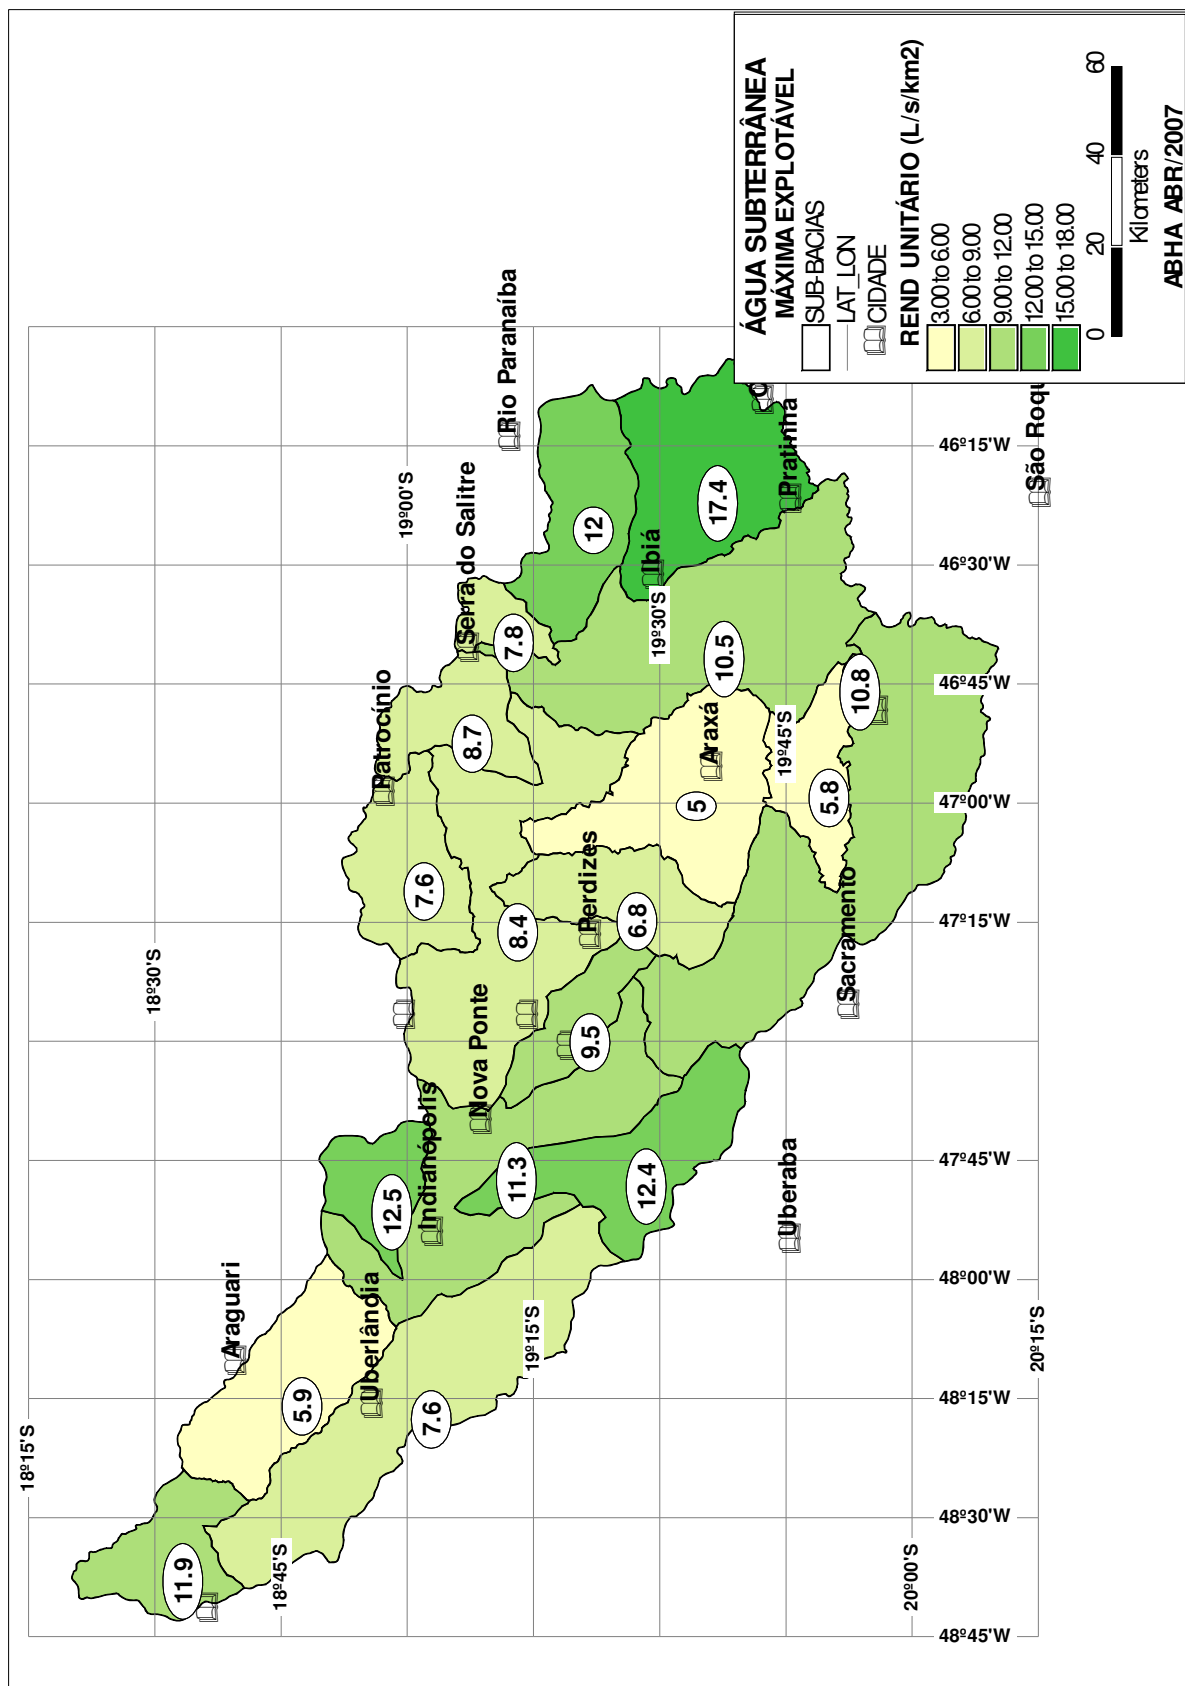 ÁGUA SUBTERRÂNEA
MÁXIMA EXPLOTÁVEL
SUB-BACIAS
LAT_LON
CIDADE
REND UNITÁRIO (L/s/km2)
3.00 to 6.00
6.00 to 9.00
9.00 to 12.00
12.00 to 15.00
15.00 to 18.00
0 20 40 60
Kilometers
ABHA ABR/2007
18º15'S
18º30'S
18º45'S
19º00'S
19º15'S
19º30'S
19º45'S
20º00'S
20º15'S
48º45'W
48º30'W
48º15'W
48º00'W
47º45'W
47º15'W
47º00'W
46º45'W
46º30'W
46º15'W
Araguari
Uberlândia
Indianópolis
Nova Ponte
Patrocínio
Serra do Salitre
Rio Paranaíba
Perdizes
Araxá
Ibiá
Pratinha
Sacramento
Uberaba
São Roqu
11.9
5.9
7.6
12.5
11.3
12.4
9.5
8.4
7.6
6.8
8.7
7.8
5
5.8
10.8
10.5
12
17.4